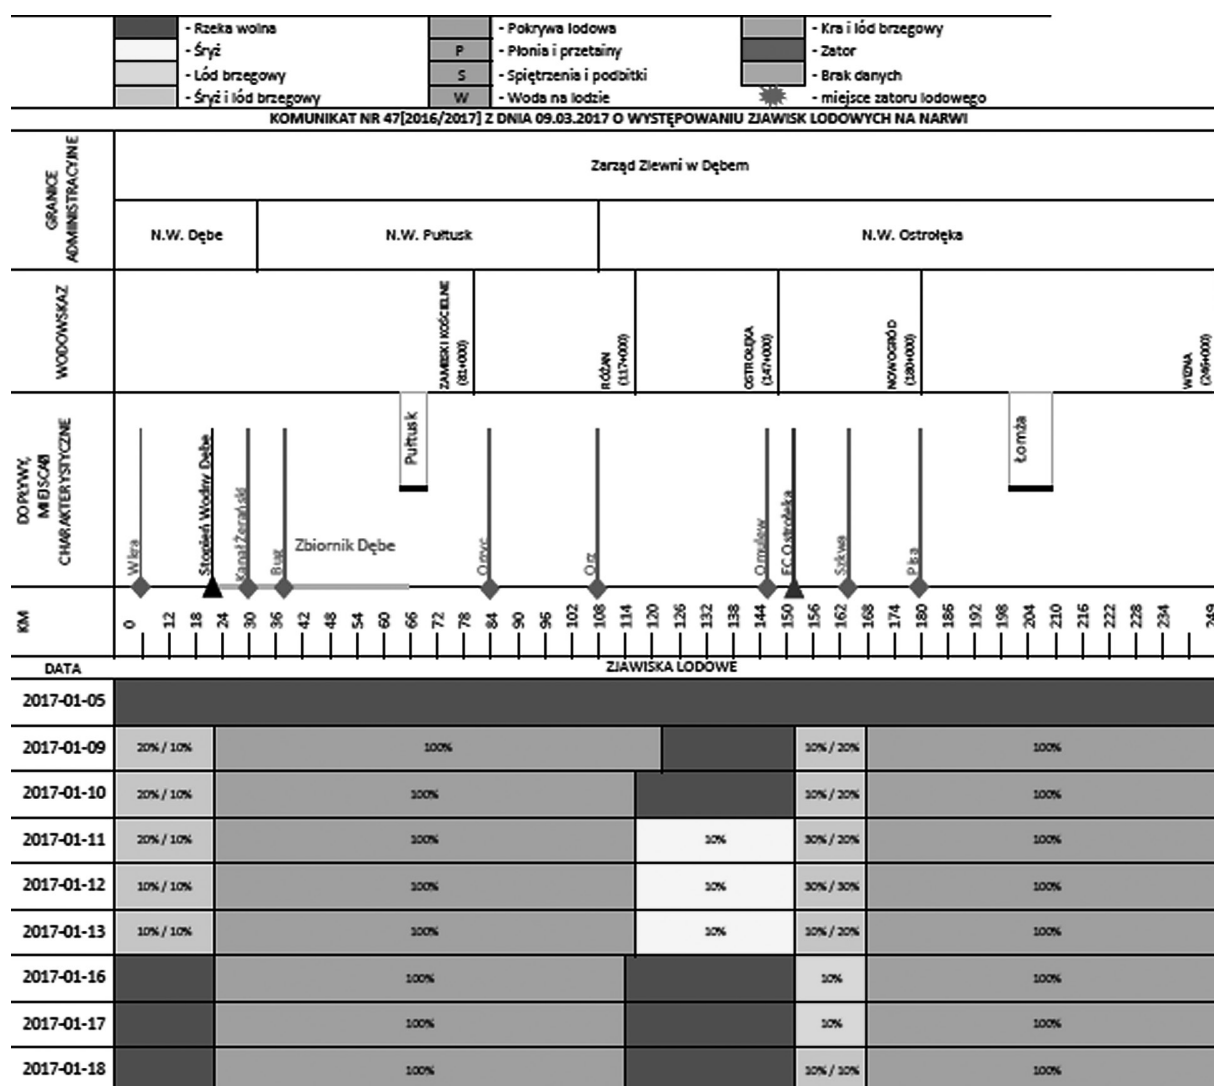 - Rzeka wolna - Pokrywa lodowa - Kra i lód brzegowy
- Śryż P - Płonia i przetainy - Zator
- Lód brzegowy S - Spiętrzenia i podbitki - Brak danych
- Śryż i lód brzegowy W - Woda na lodzie - miejsce zatoru lodowego
KOMUNIKAT NR 47[2016/2017] Z DNIA 09.03.2017 O WYSTĘPOWANIU ZJAWISK LODOWYCH NA NARWI
GRANICE
ADMINISTRACYJNE
Zarząd Zlewni w Dębem
N.W. Dębe N.W. Pułtusk N.W. Ostrołęka
WODOWSKAZ
ZAMBSKI KOŚCIELNE
(81+000)
RÓŻAN
(117+000)
OSTROŁĘKA
(147+000)
NOWOGRÓD
(180+000)
WIZNA
(246+000)
DOPŁYWY,
MIEJSCA
CHARAKTERYSTYCZNE
Wkra
Stopień Wodny Dębe
Kanał Żerański
Bug
Zbiornik Dębe
Pułtusk
Orzyc
Orz
Omulew
EC Ostrołęka
Szkwa
Pisa
Łomża
KM 0 12 18 24 30 36 42 48 54 60 66 72 78 84 90 96 102 108 114 120 126 132 138 144 150 156 162 168 174 180 186 192 198 204 210 216 222 228 234 249
DATA ZJAWISKA LODOWE
2017-01-05
2017-01-09 20% / 10% 100% 10% / 20% 100%
2017-01-10 20% / 10% 100% 10% / 20% 100%
2017-01-11 20% / 10% 100% 10% 30% / 20% 100%
2017-01-12 10% / 10% 100% 10% 30% / 30% 100%
2017-01-13 10% / 10% 100% 10% 10% / 20% 100%
2017-01-16 100% 10% 100%
2017-01-17 100% 10% 100%
2017-01-18 100% 10% / 10% 100%